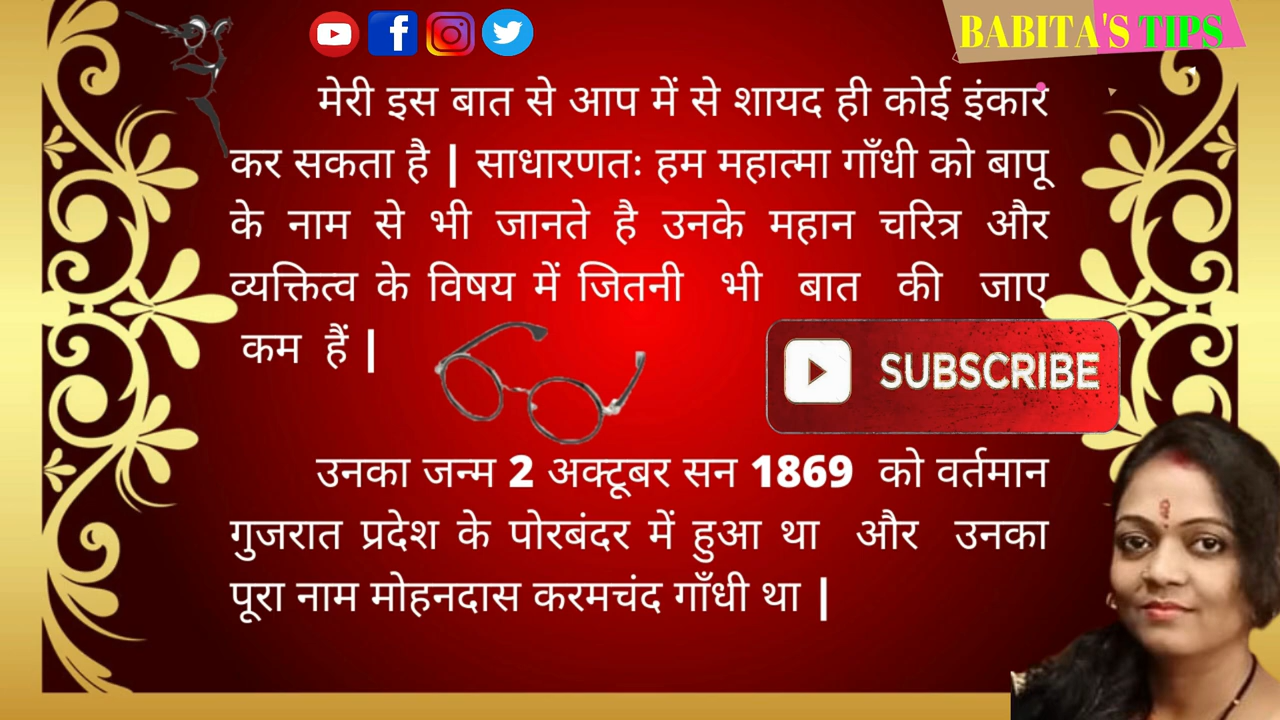 BABITA'S TIPS
मेरी इस बात से आप में से शायद ही कोई इंकार
कर सकता है | साधारणतः हम महात्मा गाँधी को बापू
के नाम से भी जानते है उनके महान चरित्र और
व्यक्तित्व के विषय में जितनी भी बात की जाए
कम हैं |
SUBSCRIBE
उनका जन्म 2 अक्टूबर सन 1869 को वर्तमान
गुजरात प्रदेश के पोरबंदर में हुआ था और उनका
पूरा नाम मोहनदास करमचंद गाँधी था |